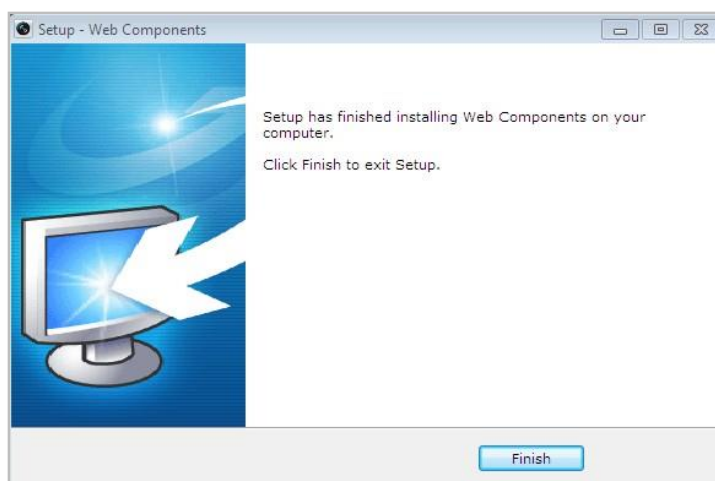 Setup - Web Components
Setup has finished installing Web Components on your
computer.
Click Finish to exit Setup.
Finish